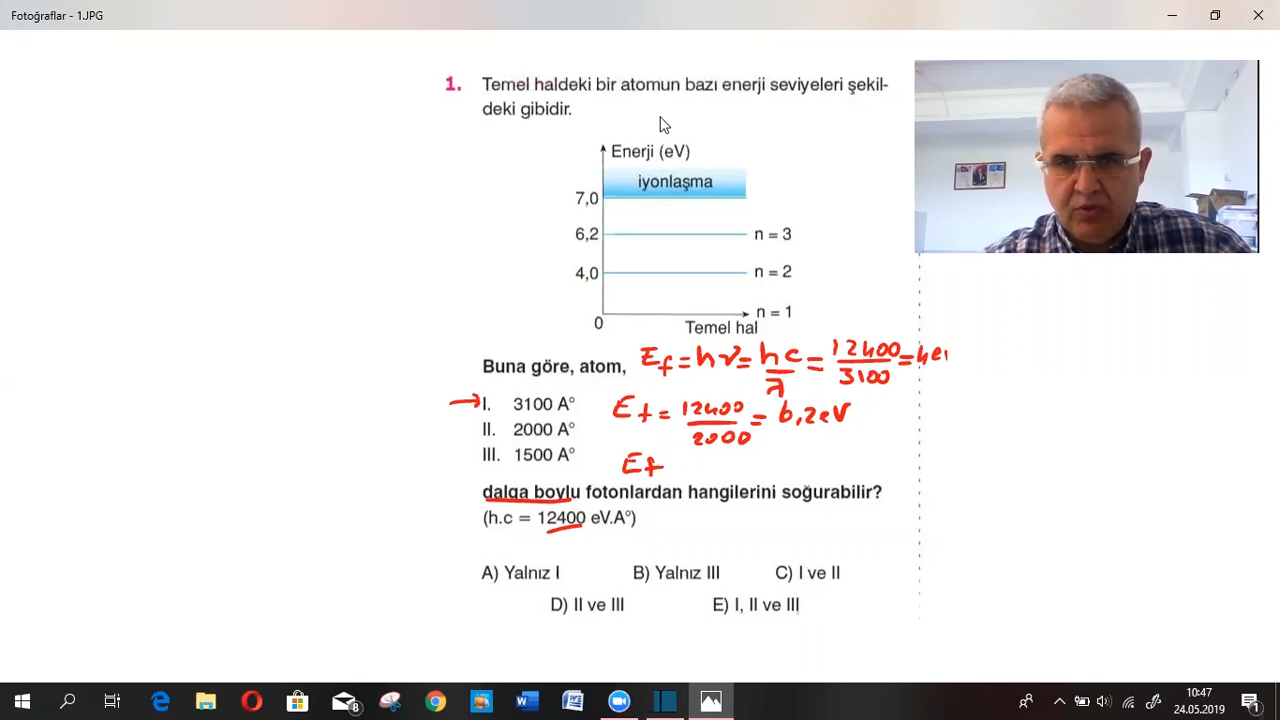 Fotoğraflar - 1.JPG
1. Temel haldeki bir atomun bazı enerji seviyeleri şekil-
deki gibidir.
Enerji (eV)
iyonlaşma
7,0
6,2 n = 3
4,0 n = 2
n = 1
0 Temel hal
Buna göre, atom, Ef = hν = hc/λ = 12400/3100 = 4e
I. 3100 A° Ef = 12400/2000 = 6,2eV
II. 2000 A°
III. 1500 A° Ef
dalga boylu fotonlardan hangilerini soğurabilir?
(h.c = 12400 eV.A°)
A) Yalnız I B) Yalnız III C) I ve II
D) II ve III E) I, II ve III
8
10:47
24.05.2019
1